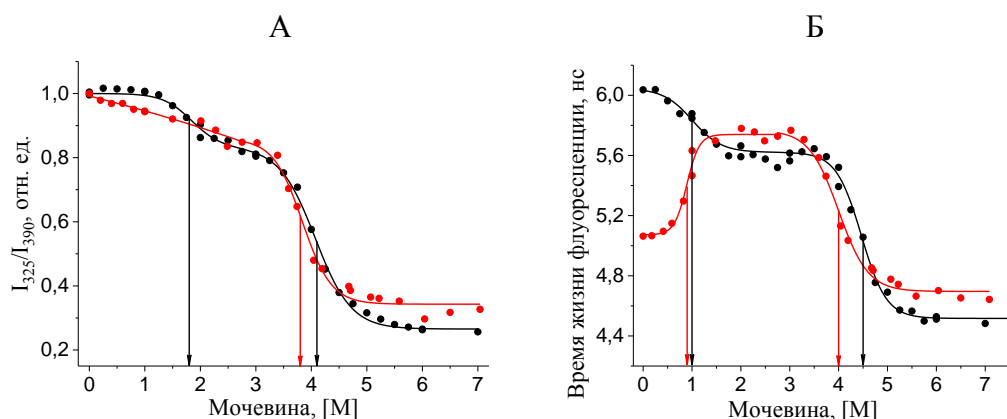 А
I₃₂₅/I₃₉₀, отн. ед.
1,0
0,8
0,6
0,4
0,2
0 1 2 3 4 5 6 7
Мочевина, [М]
Б
Время жизни флуоресценции, нс
6,0
5,6
5,2
4,8
4,4
0 1 2 3 4 5 6 7
Мочевина, [М]